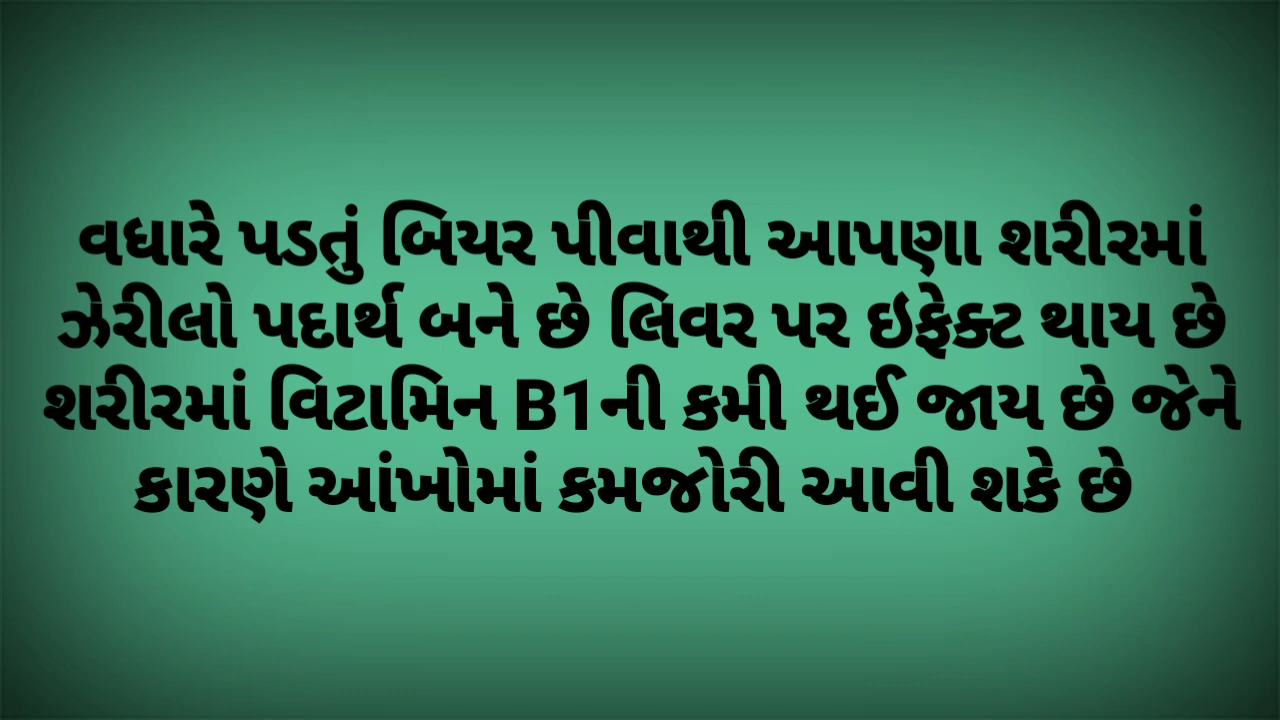 વધારે પડતું બિયર પીવાથી આપણા શરીરમાં
ઝેરીલો પદાર્થ બને છે લિવર પર ઇફેક્ટ થાય છે
શરીરમાં વિટામિન B1ની કમી થઈ જાય છે જેને
કારણે આંખોમાં કમજોરી આવી શકે છે